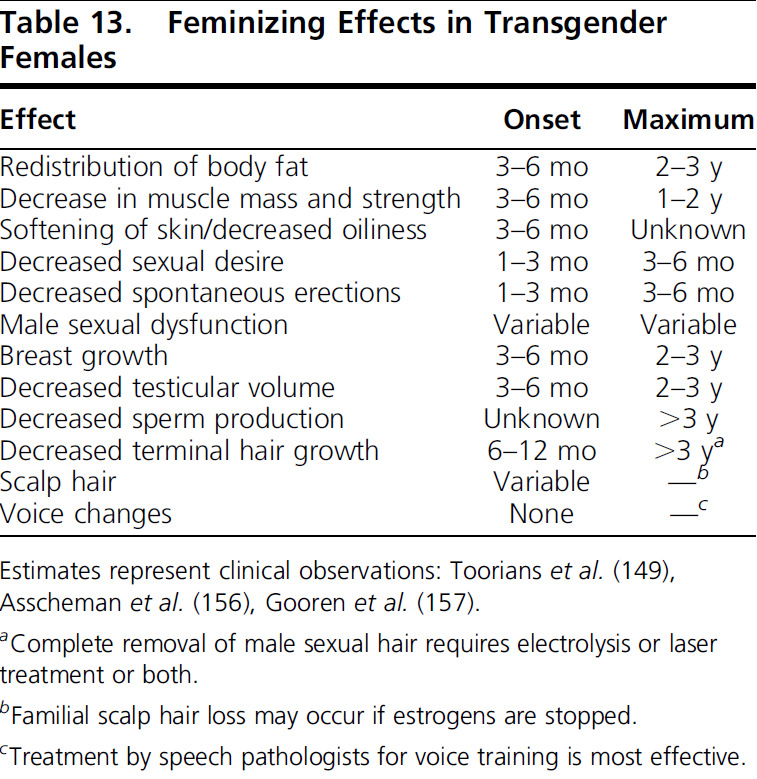 Table 13. Feminizing Effects in Transgender
Females
Effect Onset Maximum
Redistribution of body fat 3–6 mo 2–3 y
Decrease in muscle mass and strength 3–6 mo 1–2 y
Softening of skin/decreased oiliness 3–6 mo Unknown
Decreased sexual desire 1–3 mo 3–6 mo
Decreased spontaneous erections 1–3 mo 3–6 mo
Male sexual dysfunction Variable Variable
Breast growth 3–6 mo 2–3 y
Decreased testicular volume 3–6 mo 2–3 y
Decreased sperm production Unknown >3 y
Decreased terminal hair growth 6–12 mo >3 yᵃ
Scalp hair Variable —ᵇ
Voice changes None —ᶜ
Estimates represent clinical observations: Toorians et al. (149),
Asscheman et al. (156), Gooren et al. (157).
ᵃComplete removal of male sexual hair requires electrolysis or laser
treatment or both.
ᵇFamilial scalp hair loss may occur if estrogens are stopped.
ᶜTreatment by speech pathologists for voice training is most effective.